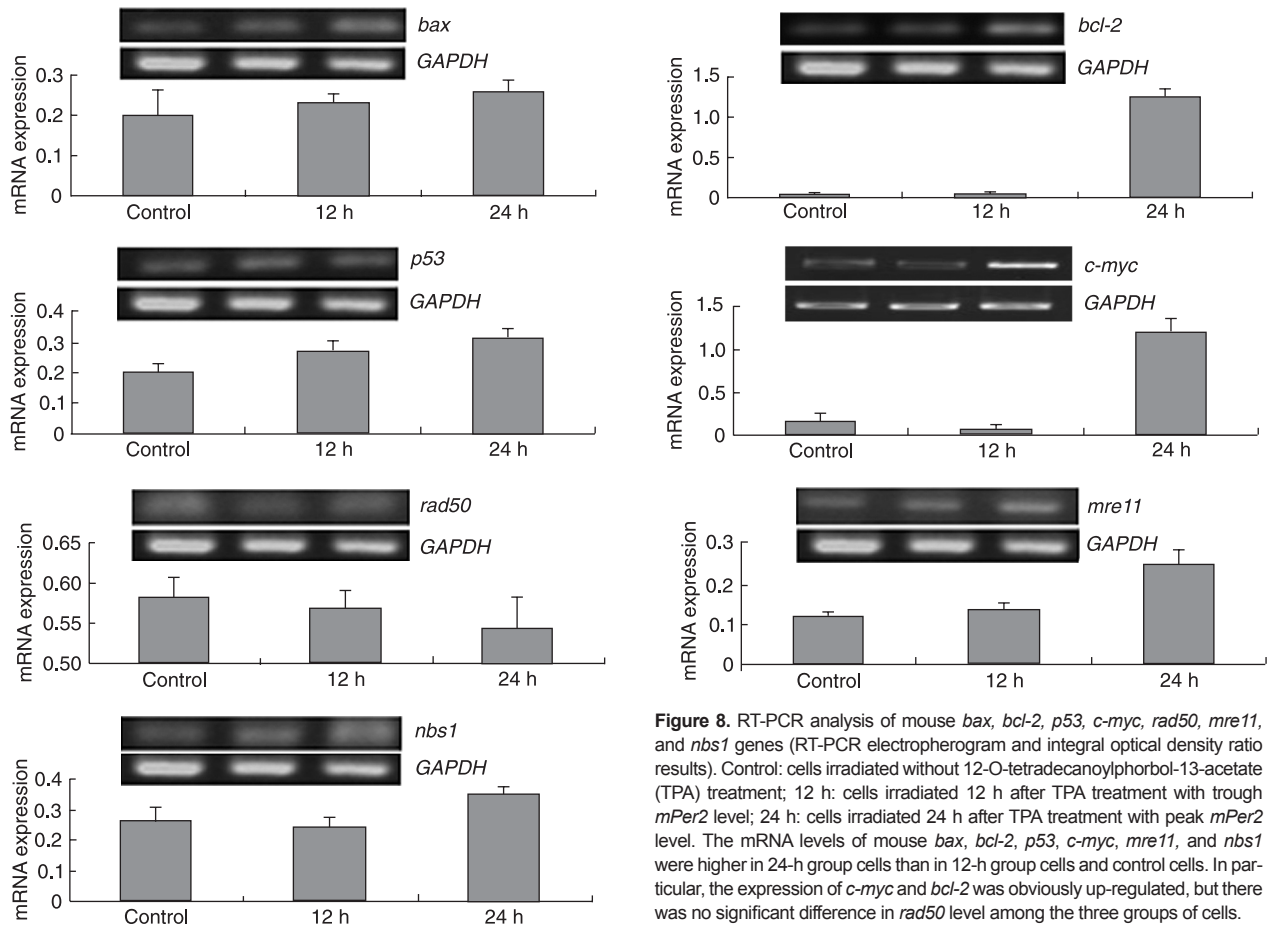 bax
GAPDH
mRNA expression
0.3
0.2
0.1
0
Control 12 h 24 h
bcl-2
GAPDH
mRNA expression
1.5
1.0
0.5
0
Control 12 h 24 h
p53
GAPDH
mRNA expression
0.4
0.3
0.2
0.1
0
Control 12 h 24 h
c-myc
GAPDH
mRNA expression
1.5
1.0
0.5
0
Control 12 h 24 h
rad50
GAPDH
mRNA expression
0.65
0.60
0.55
0.50
Control 12 h 24 h
mre11
GAPDH
mRNA expression
0.3
0.2
0.1
0
Control 12 h 24 h
nbs1
GAPDH
mRNA expression
0.4
0.3
0.2
0.1
0
Control 12 h 24 h
Figure 8. RT-PCR analysis of mouse bax, bcl-2, p53, c-myc, rad50, mre11,
and nbs1 genes (RT-PCR electropherogram and integral optical density ratio
results). Control: cells irradiated without 12-O-tetradecanoylphorbol-13-acetate
(TPA) treatment; 12 h: cells irradiated 12 h after TPA treatment with trough
mPer2 level; 24 h: cells irradiated 24 h after TPA treatment with peak mPer2
level. The mRNA levels of mouse bax, bcl-2, p53, c-myc, mre11, and nbs1
were higher in 24-h group cells than in 12-h group cells and control cells. In par-
ticular, the expression of c-myc and bcl-2 was obviously up-regulated, but there
was no significant difference in rad50 level among the three groups of cells.